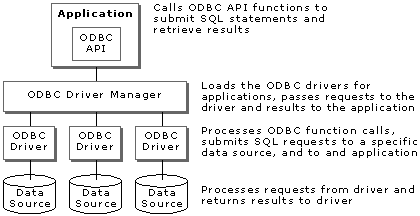 Application
ODBC
API
Calls ODBC API functions to
submit SQL statements and
retrieve results
ODBC Driver Manager
Loads the ODBC drivers for
applications, passes requests to the
driver and results to the application
ODBC
Driver
ODBC
Driver
ODBC
Driver
Processes ODBC function calls,
submits SQL requests to a specific
data source, and to and application
Data
Source
Data
Source
Data
Source
Processes requests from driver and
returns results to driver